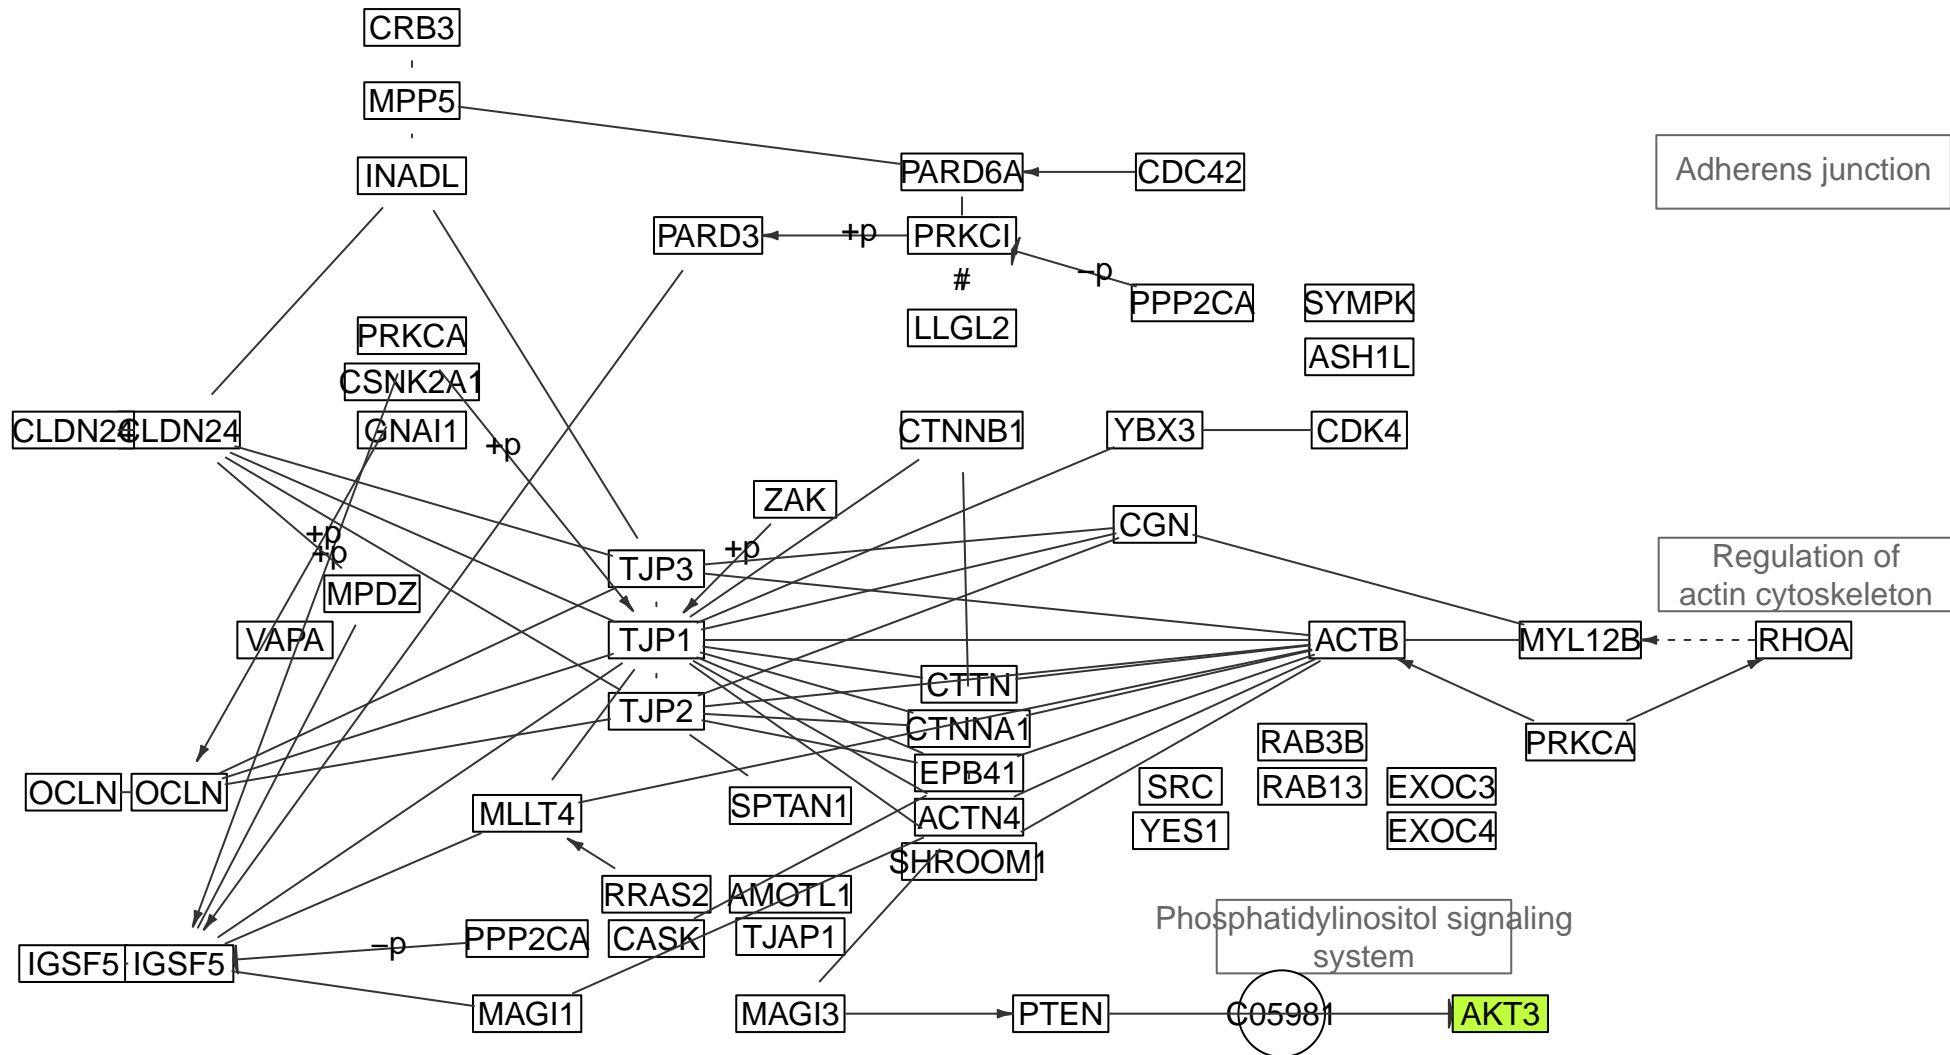 CRB3
MPP5
INADL
PARD6A
CDC42
Adherens junction
PARD3
+p
PRKCI
–p
#
PPP2CA
SYMPK
LLGL2
PRKCA
ASH1L
CSNK2A1
CLDN24
CLDN24
GNAI1
+p
CTNNB1
YBX3
CDK4
ZAK
CGN
+p
+p
+p
TJP3
MPDZ
Regulation of
actin cytoskeleton
VAPA
TJP1
ACTB
MYL12B
RHOA
CTTN
TJP2
CTNNA1
RAB3B
PRKCA
EPB41
OCLN
OCLN
SRC
RAB13
EXOC3
MLLT4
SPTAN1
ACTN4
YES1
EXOC4
SHROOM1
RRAS2
AMOTL1
Phosphatidylinositol signaling
system
–p
PPP2CA
CASK
TJAP1
IGSF5
IGSF5
MAGI1
MAGI3
PTEN
C05981
AKT3